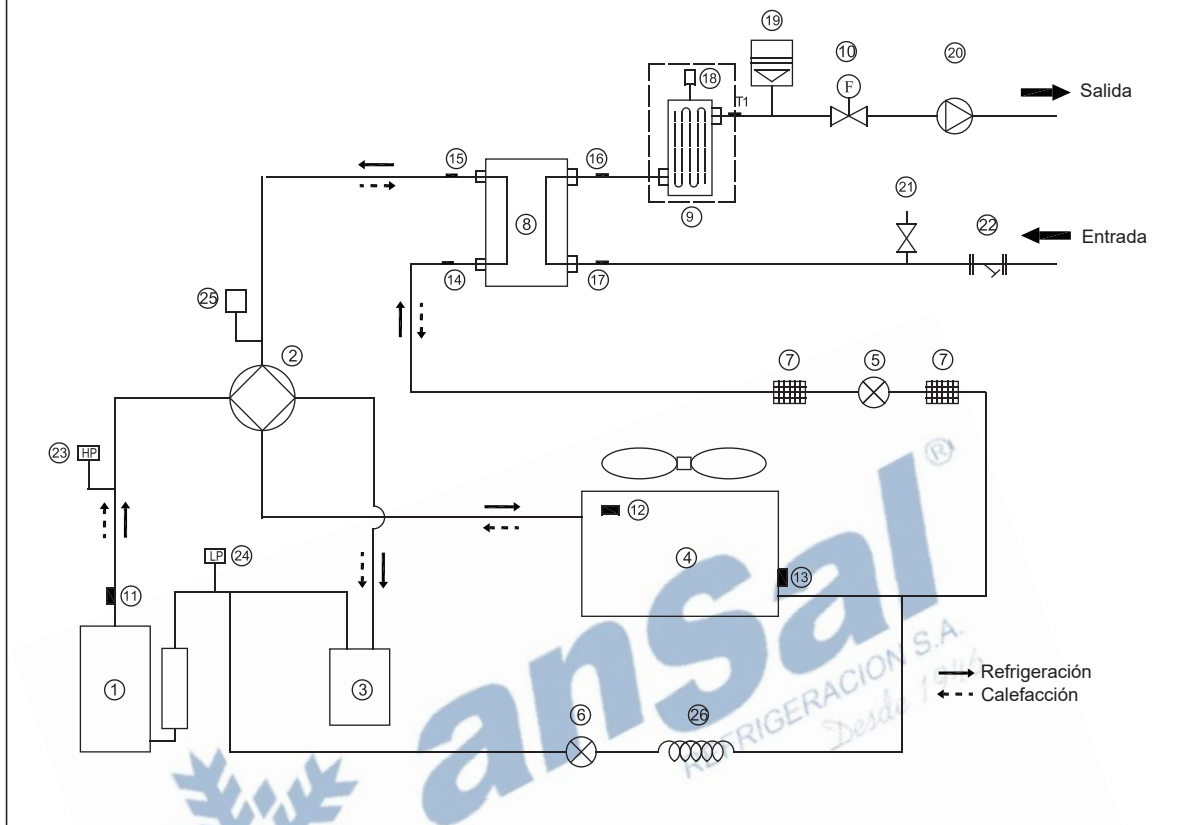 19
10
20
18
T1
F
Salida
15
16
21
9
8
22
Entrada
14
17
25
2
7
5
7
23
HP
12
LP
24
4
13
11
ansal®
REFRIGERACION S.A.
Desde 1946
Refrigeración
Calefacción
1
3
6
26